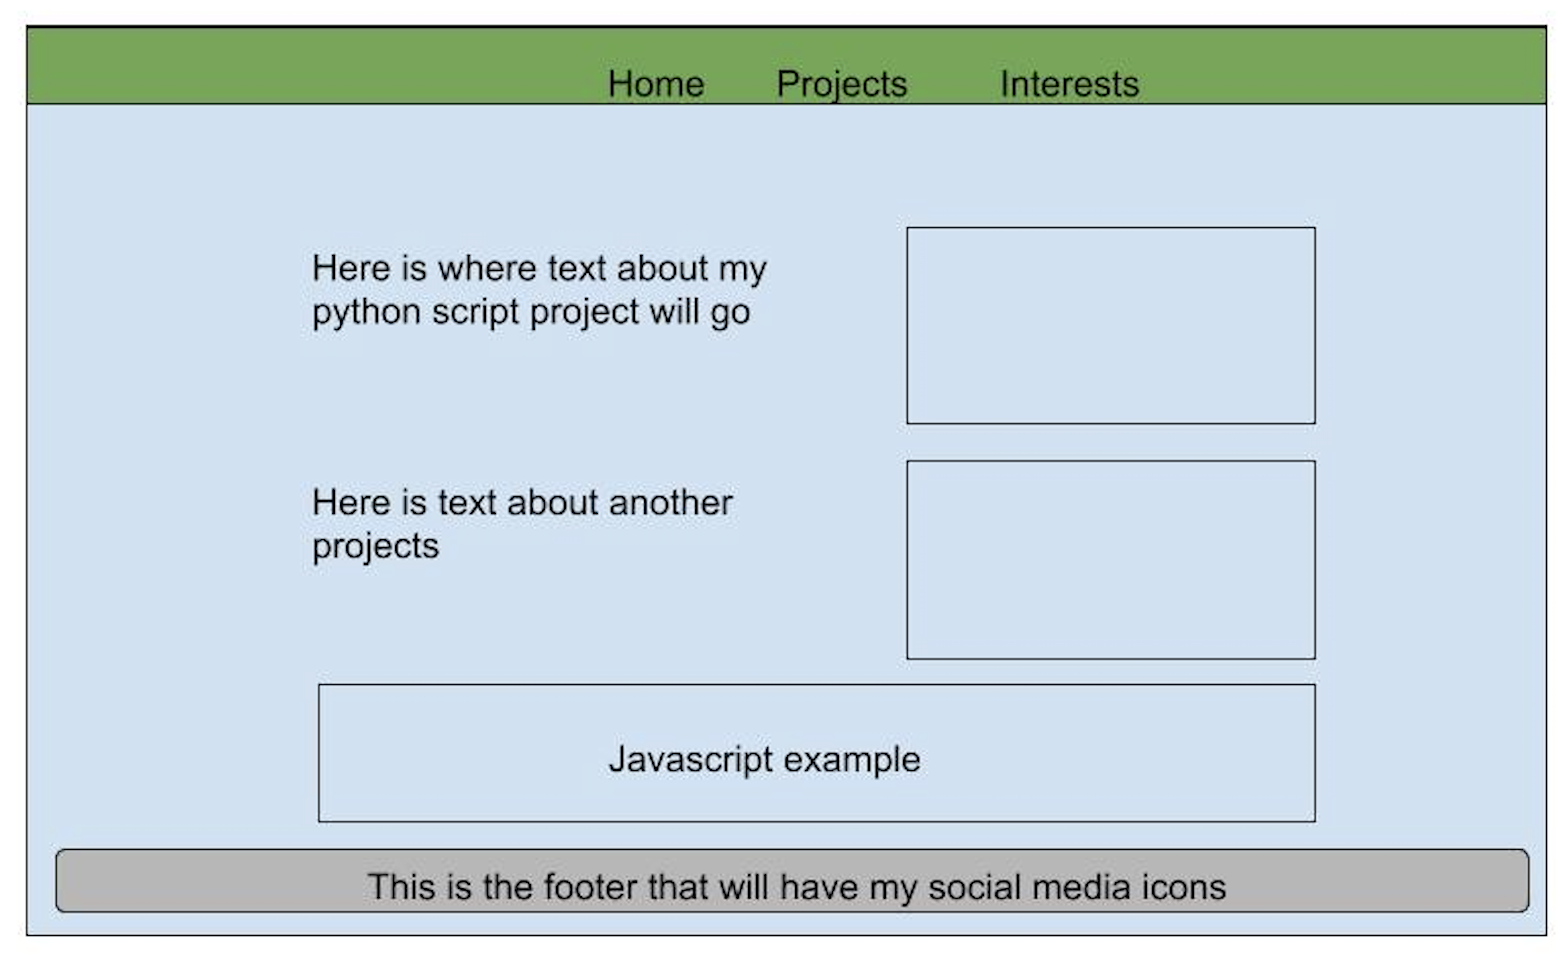 Home Projects Interests
Here is where text about my
python script project will go
Here is text about another
projects
Javascript example
This is the footer that will have my social media icons